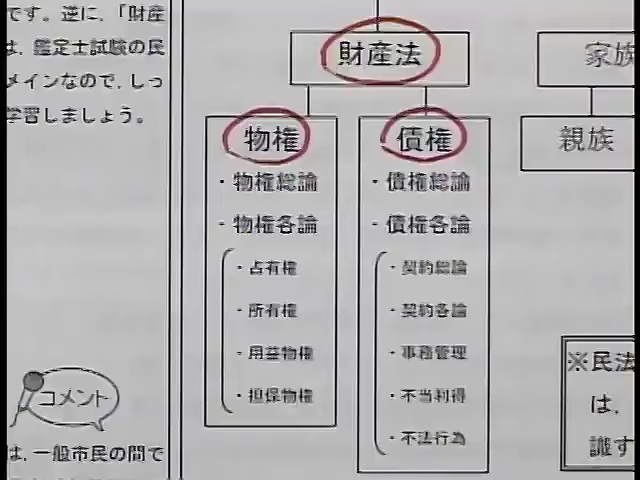 です。逆に,「財産
は, 鑑定士試験の民
メインなので, しっ
学習しましょう。
コメント
は, 一般市民の間で
財産法
物権
・物権総論
・物権各論
・占有権
・所有権
・用益物権
・担保物権
債権
・債権総論
・債権各論
・契約総論
・契約各論
・事務管理
・不当利得
・不法行為
家族
親族
※民法
は,
識す